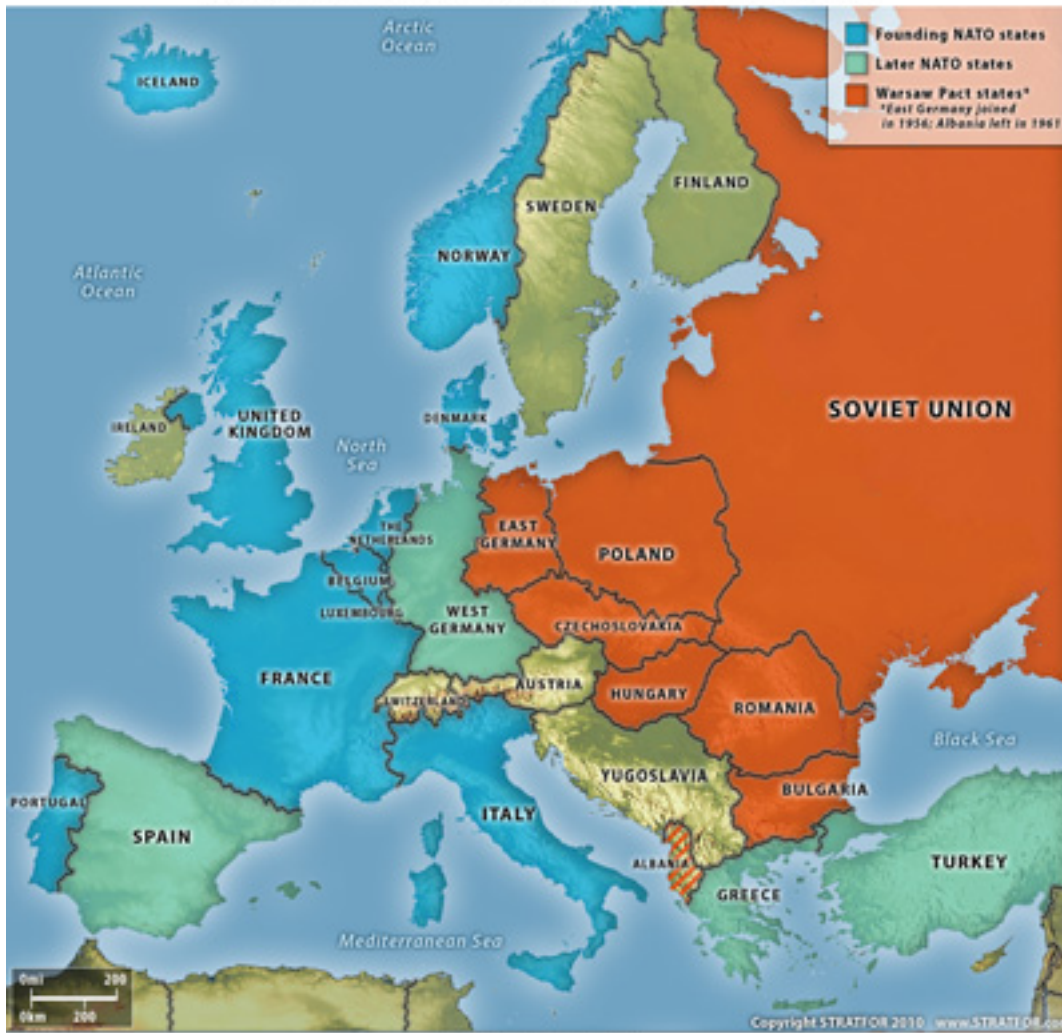 Arctic
Ocean
Founding NATO states
Later NATO states
Warsaw Pact states*
*East Germany joined
in 1956; Albania left in 1961
ICELAND
FINLAND
SWEDEN
NORWAY
Atlantic
Ocean
SOVIET UNION
DENMARK
UNITED
KINGDOM
IRELAND
North
Sea
THE
NETHERLANDS
EAST
GERMANY
POLAND
BELGIUM
LUXEMBOURG
WEST
GERMANY
CZECHOSLOVAKIA
FRANCE
AUSTRIA
SWITZERLAND
HUNGARY
ROMANIA
Black Sea
YUGOSLAVIA
BULGARIA
PORTUGAL
ITALY
SPAIN
ALBANIA
TURKEY
GREECE
Mediterranean Sea
0mi 200
0km 200
Copyright STRATFOR 2010 www.STRATFOR.co